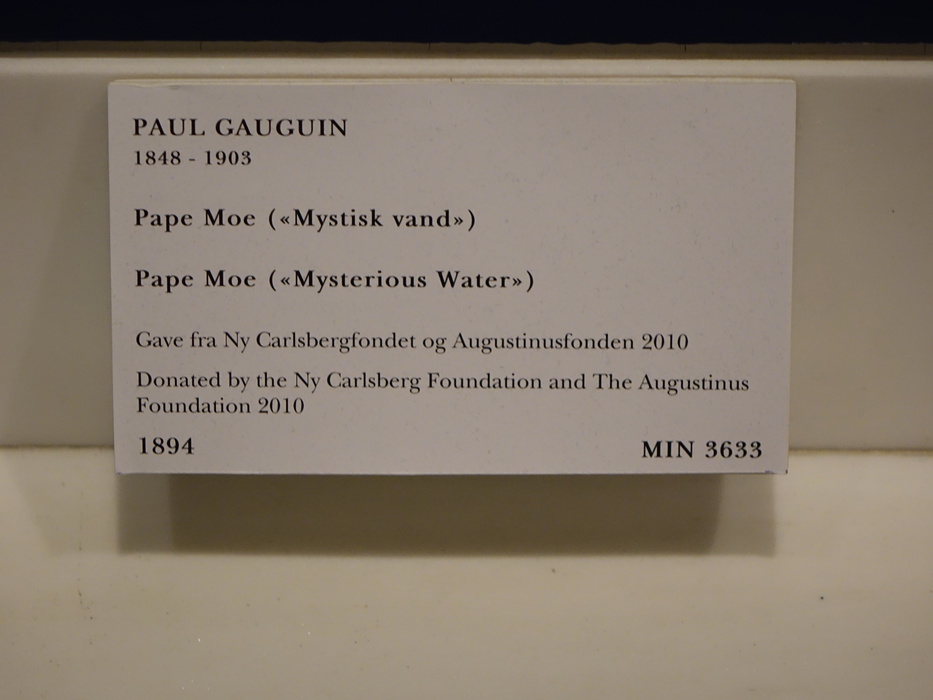 PAUL GAUGUIN
1848 - 1903
Pape Moe («Mystisk vand»)
Pape Moe («Mysterious Water»)
Gave fra Ny Carlsbergfondet og Augustinusfonden 2010
Donated by the Ny Carlsberg Foundation and The Augustinus
Foundation 2010
1894 MIN 3633